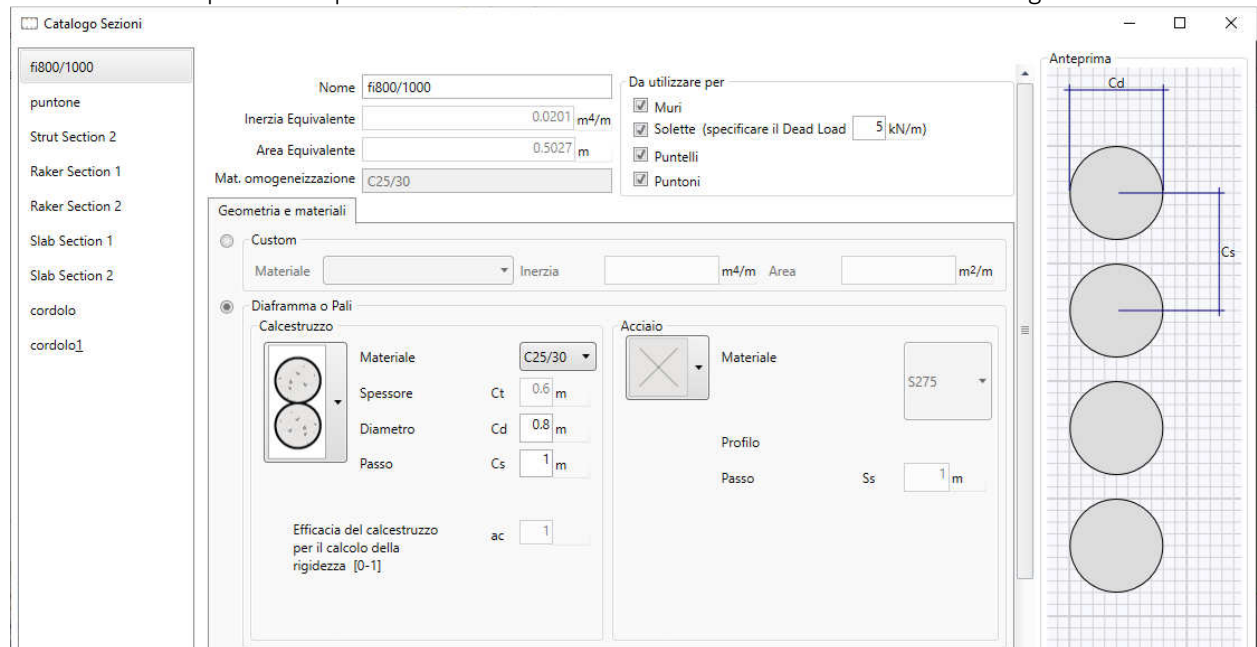 Catalogo Sezioni
fi800/1000
puntone
Strut Section 2
Raker Section 1
Raker Section 2
Slab Section 1
Slab Section 2
cordolo
cordolo1
Nome fi800/1000
Inerzia Equivalente 0.0201 m4/m
Area Equivalente 0.5027 m
Mat. omogeneizzazione C25/30
Da utilizzare per
Muri
Solette (specificare il Dead Load 5 kN/m)
Puntelli
Puntoni
Geometria e materiali
Custom
Materiale Inerzia m4/m Area m2/m
Diaframma o Pali
Calcestruzzo
Materiale C25/30
Spessore Ct 0.6 m
Diametro Cd 0.8 m
Passo Cs 1 m
Efficacia del calcestruzzo
per il calcolo della
rigidezza [0-1]
ac 1
Acciaio
Materiale S275
Profilo
Passo Ss 1 m
Anteprima
Cd
Cs